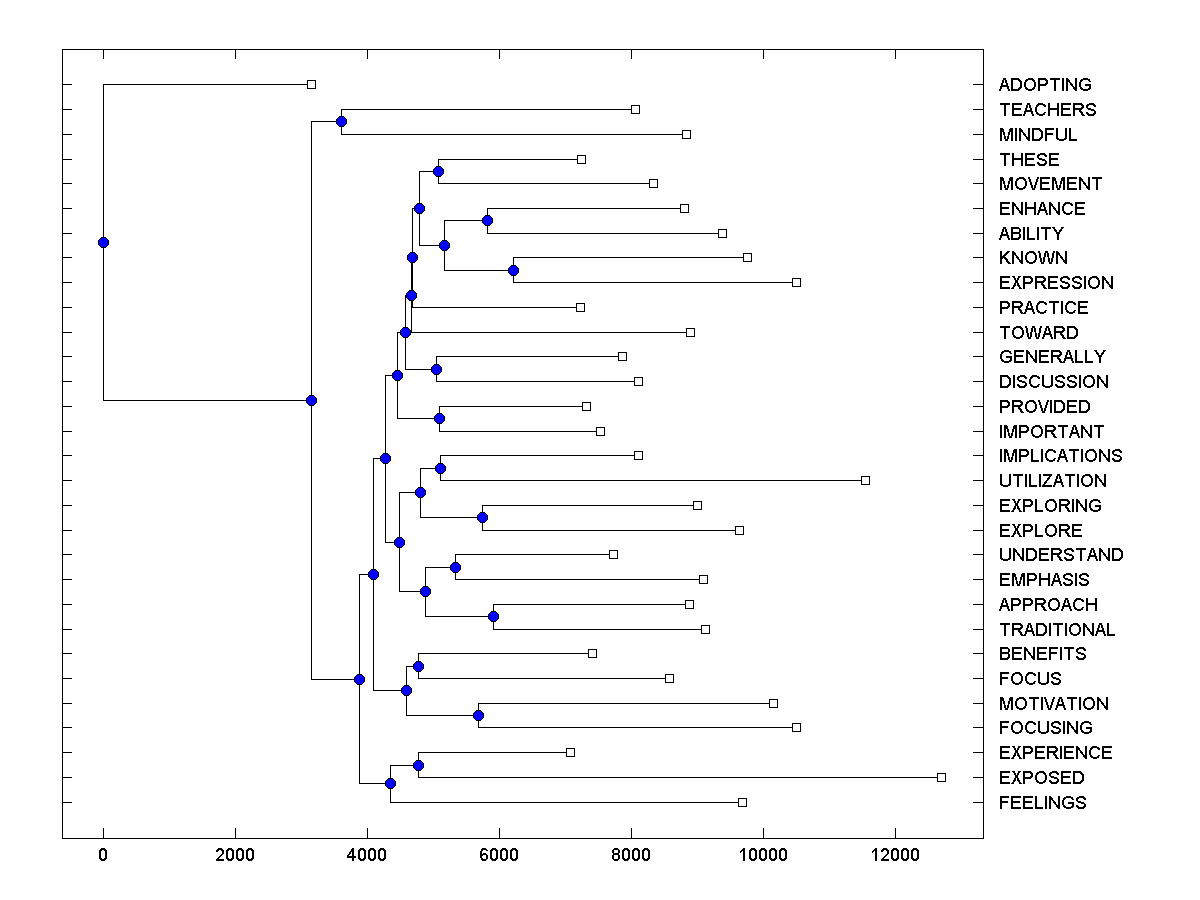 ADOPTING
TEACHERS
MINDFUL
THESE
MOVEMENT
ENHANCE
ABILITY
KNOWN
EXPRESSION
PRACTICE
TOWARD
GENERALLY
DISCUSSION
PROVIDED
IMPORTANT
IMPLICATIONS
UTILIZATION
EXPLORING
EXPLORE
UNDERSTAND
EMPHASIS
APPROACH
TRADITIONAL
BENEFITS
FOCUS
MOTIVATION
FOCUSING
EXPERIENCE
EXPOSED
FEELINGS
0 2000 4000 6000 8000 10000 12000